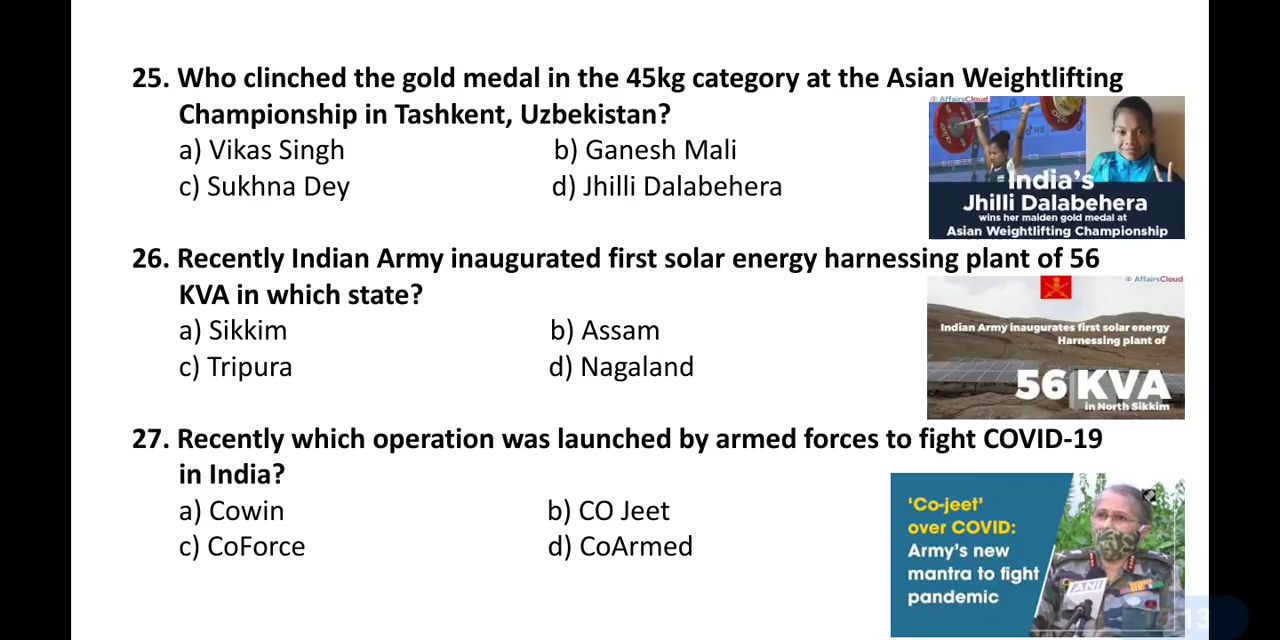 25. Who clinched the gold medal in the 45kg category at the Asian Weightlifting
Championship in Tashkent, Uzbekistan?
a) Vikas Singh b) Ganesh Mali
c) Sukhna Dey d) Jhilli Dalabehera
AffairsCloud
India's
Jhilli Dalabehera
wins her maiden gold medal at
Asian Weightlifting Championship
26. Recently Indian Army inaugurated first solar energy harnessing plant of 56
KVA in which state?
a) Sikkim b) Assam
c) Tripura d) Nagaland
AffairsCloud
Indian Army inaugurates first solar energy
Harnessing plant of
56 KVA
in North Sikkim
27. Recently which operation was launched by armed forces to fight COVID-19
in India?
a) Cowin b) CO Jeet
c) CoForce d) CoArmed
'Co-jeet'
over COVID:
Army's new
mantra to fight
pandemic
ANI